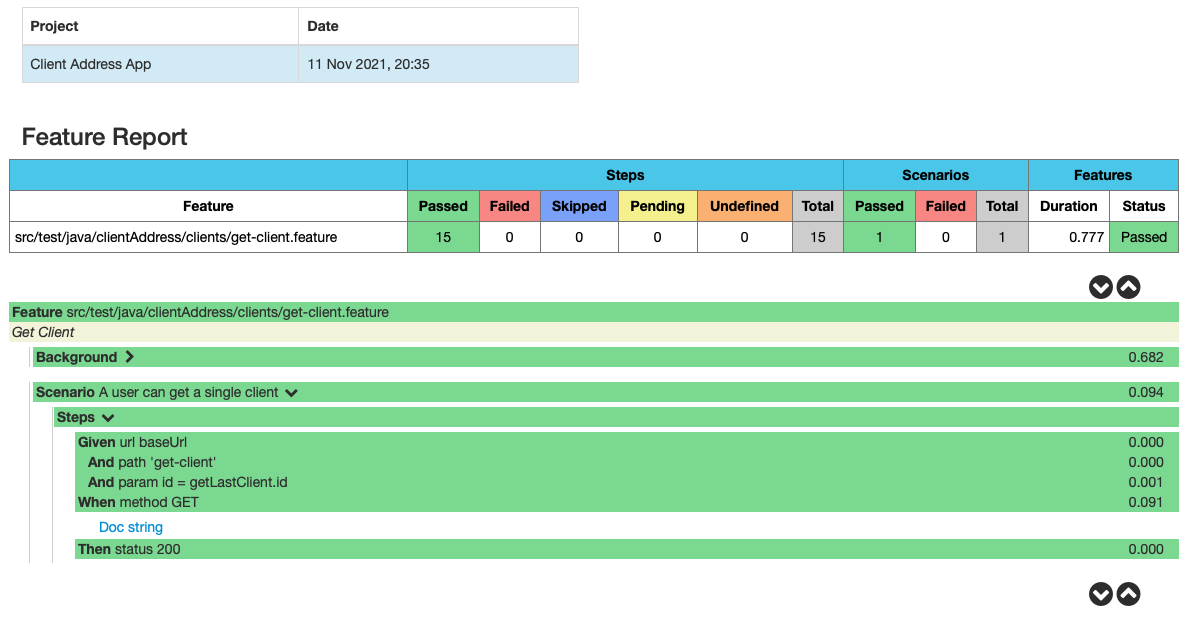 Project Date
Client Address App 11 Nov 2021, 20:35
Feature Report
Steps Scenarios Features
Feature Passed Failed Skipped Pending Undefined Total Passed Failed Total Duration Status
src/test/java/clientAddress/clients/get-client.feature 15 0 0 0 0 15 1 0 1 0.777 Passed
Feature src/test/java/clientAddress/clients/get-client.feature
Get Client
Background 0.682
Scenario A user can get a single client 0.094
Steps
Given url baseUrl 0.000
And path 'get-client' 0.000
And param id = getLastClient.id 0.001
When method GET 0.091
Doc string
Then status 200 0.000